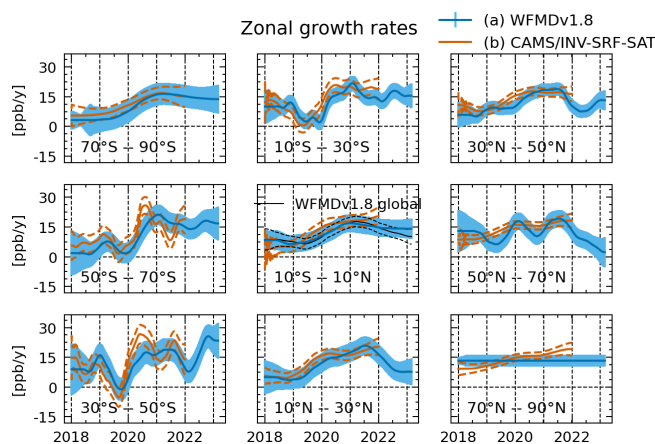 Zonal growth rates
(a) WFMDv1.8
(b) CAMS/INV-SRF-SAT
[ppb/y]
30
15
0
-15
70°S -- 90°S
10°S -- 30°S
30°N -- 50°N
[ppb/y]
30
15
0
-15
50°S -- 70°S
WFMDv1.8 global
10°S -- 10°N
50°N -- 70°N
[ppb/y]
30
15
0
-15
30°S -- 50°S
10°N -- 30°N
70°N -- 90°N
2018 2020 2022
2018 2020 2022
2018 2020 2022